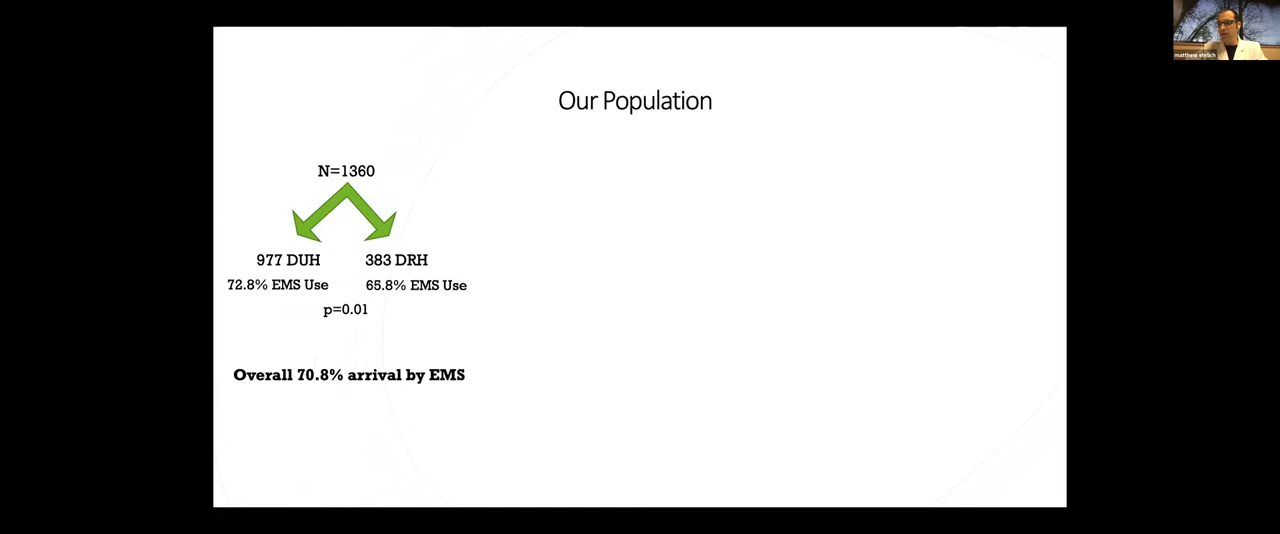 matthew ehrlich
Our Population
N=1360
977 DUH
383 DRH
72.8% EMS Use
65.8% EMS Use
p=0.01
Overall 70.8% arrival by EMS